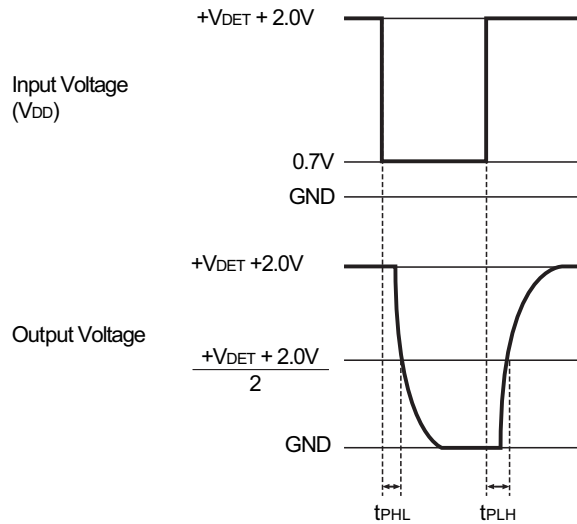 +VDET + 2.0V
Input Voltage
(VDD)
0.7V
GND
+VDET +2.0V
Output Voltage
+VDET + 2.0V
2
GND
tPHL
tPLH